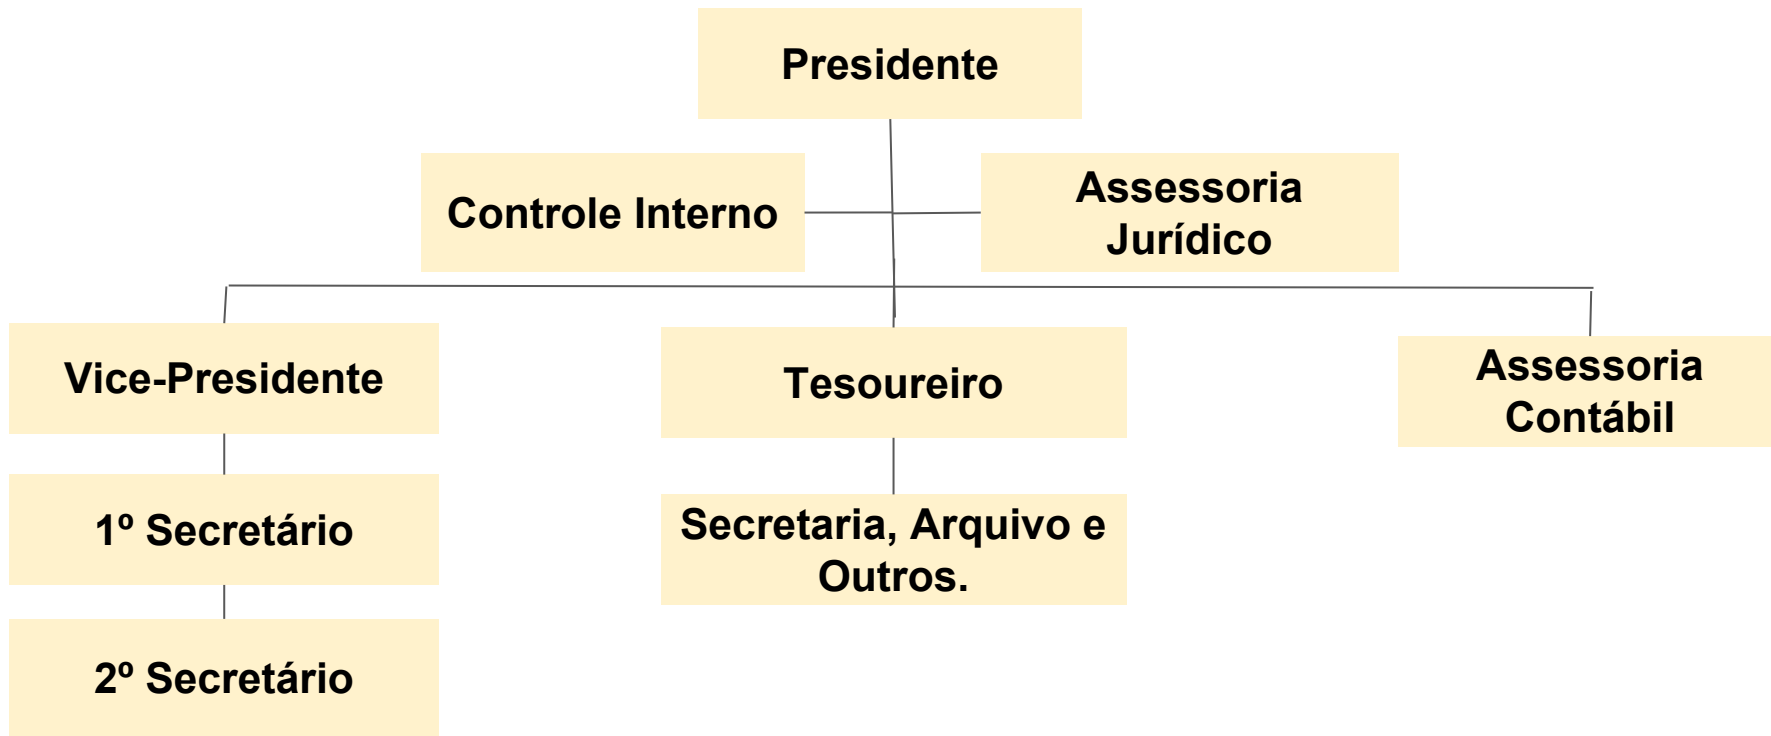 Presidente
Controle Interno
Assessoria
Jurídico
Vice-Presidente
Tesoureiro
Assessoria
Contábil
1º Secretário
Secretaria, Arquivo e
Outros.
2º Secretário